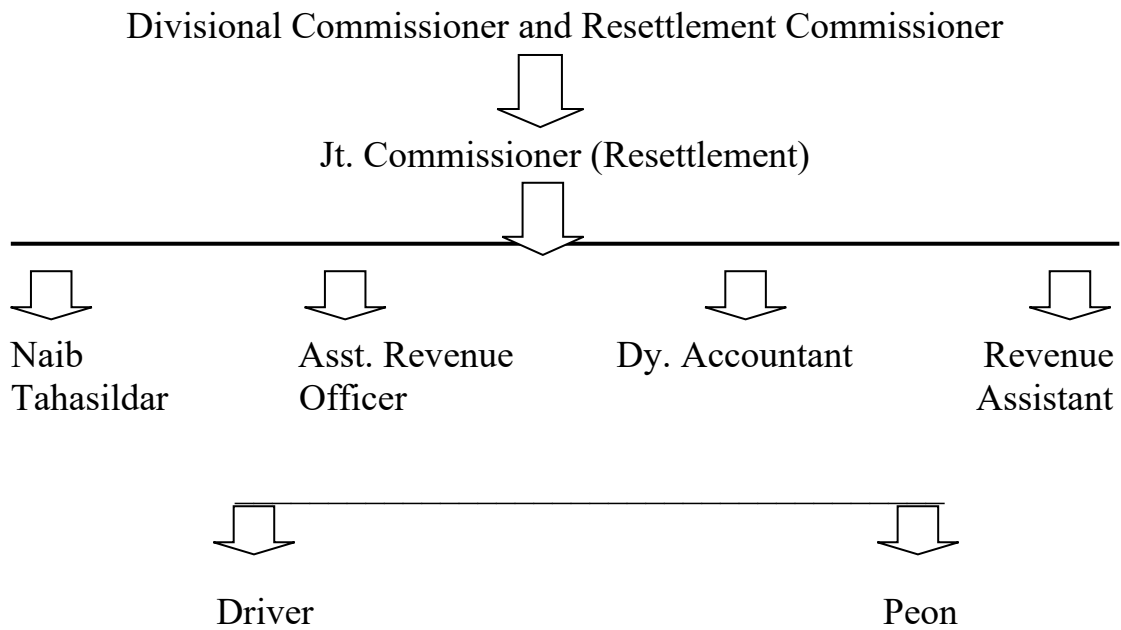 Divisional Commissioner and Resettlement Commissioner
Jt. Commissioner (Resettlement)
Naib Tahasildar
Asst. Revenue Officer
Dy. Accountant
Revenue Assistant
Driver
Peon